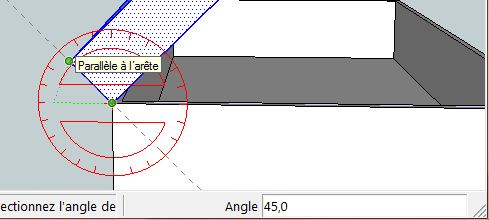 Parallèle à l'arête
ectionnez l'angle de
Angle 45,0